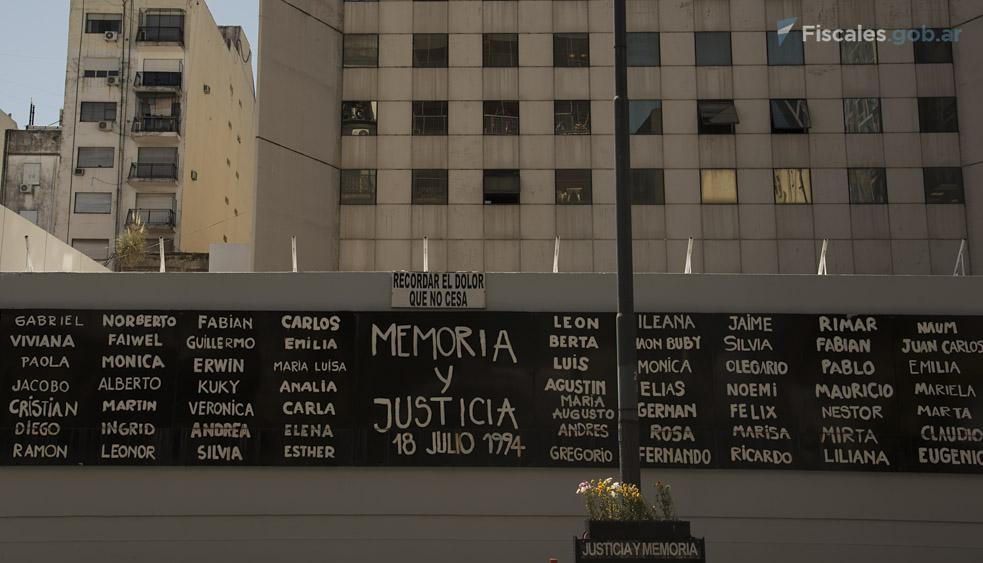 Fiscales.gob.ar
RECORDAR EL DOLOR
QUE NO CESA
GABRIEL
VIVIANA
PAOLA
JACOBO
CRISTIAN
DIEGO
RAMON
NORBERTO
FAIWEL
MONICA
ALBERTO
MARTIN
INGRID
LEONOR
FABIAN
GUILLERMO
ERWIN
KUKY
VERONICA
ANDREA
SILVIA
CARLOS
EMILIA
MARIA LUÍSA
ANALIA
CARLA
ELENA
ESTHER
MEMORIA
Y
JUSTICIA
18 JULIO 1994
LEON
BERTA
LUIS
AGUSTIN
MARIA
AUGUSTO
ANDRES
GREGORIO
ILEANA
BUBY
MONICA
ELIAS
GERMAN
ROSA
FERNANDO
JAIME
SILVIA
OLEGARIO
NOEMI
FELIX
MARISA
RICARDO
RIMAR
FABIAN
PABLO
MAURICIO
NESTOR
MIRTA
LILIANA
NAUM
JUAN CARLOS
EMILIA
MARIELA
MARTA
CLAUDIO
EUGENIO
JUSTICIA Y MEMORIA